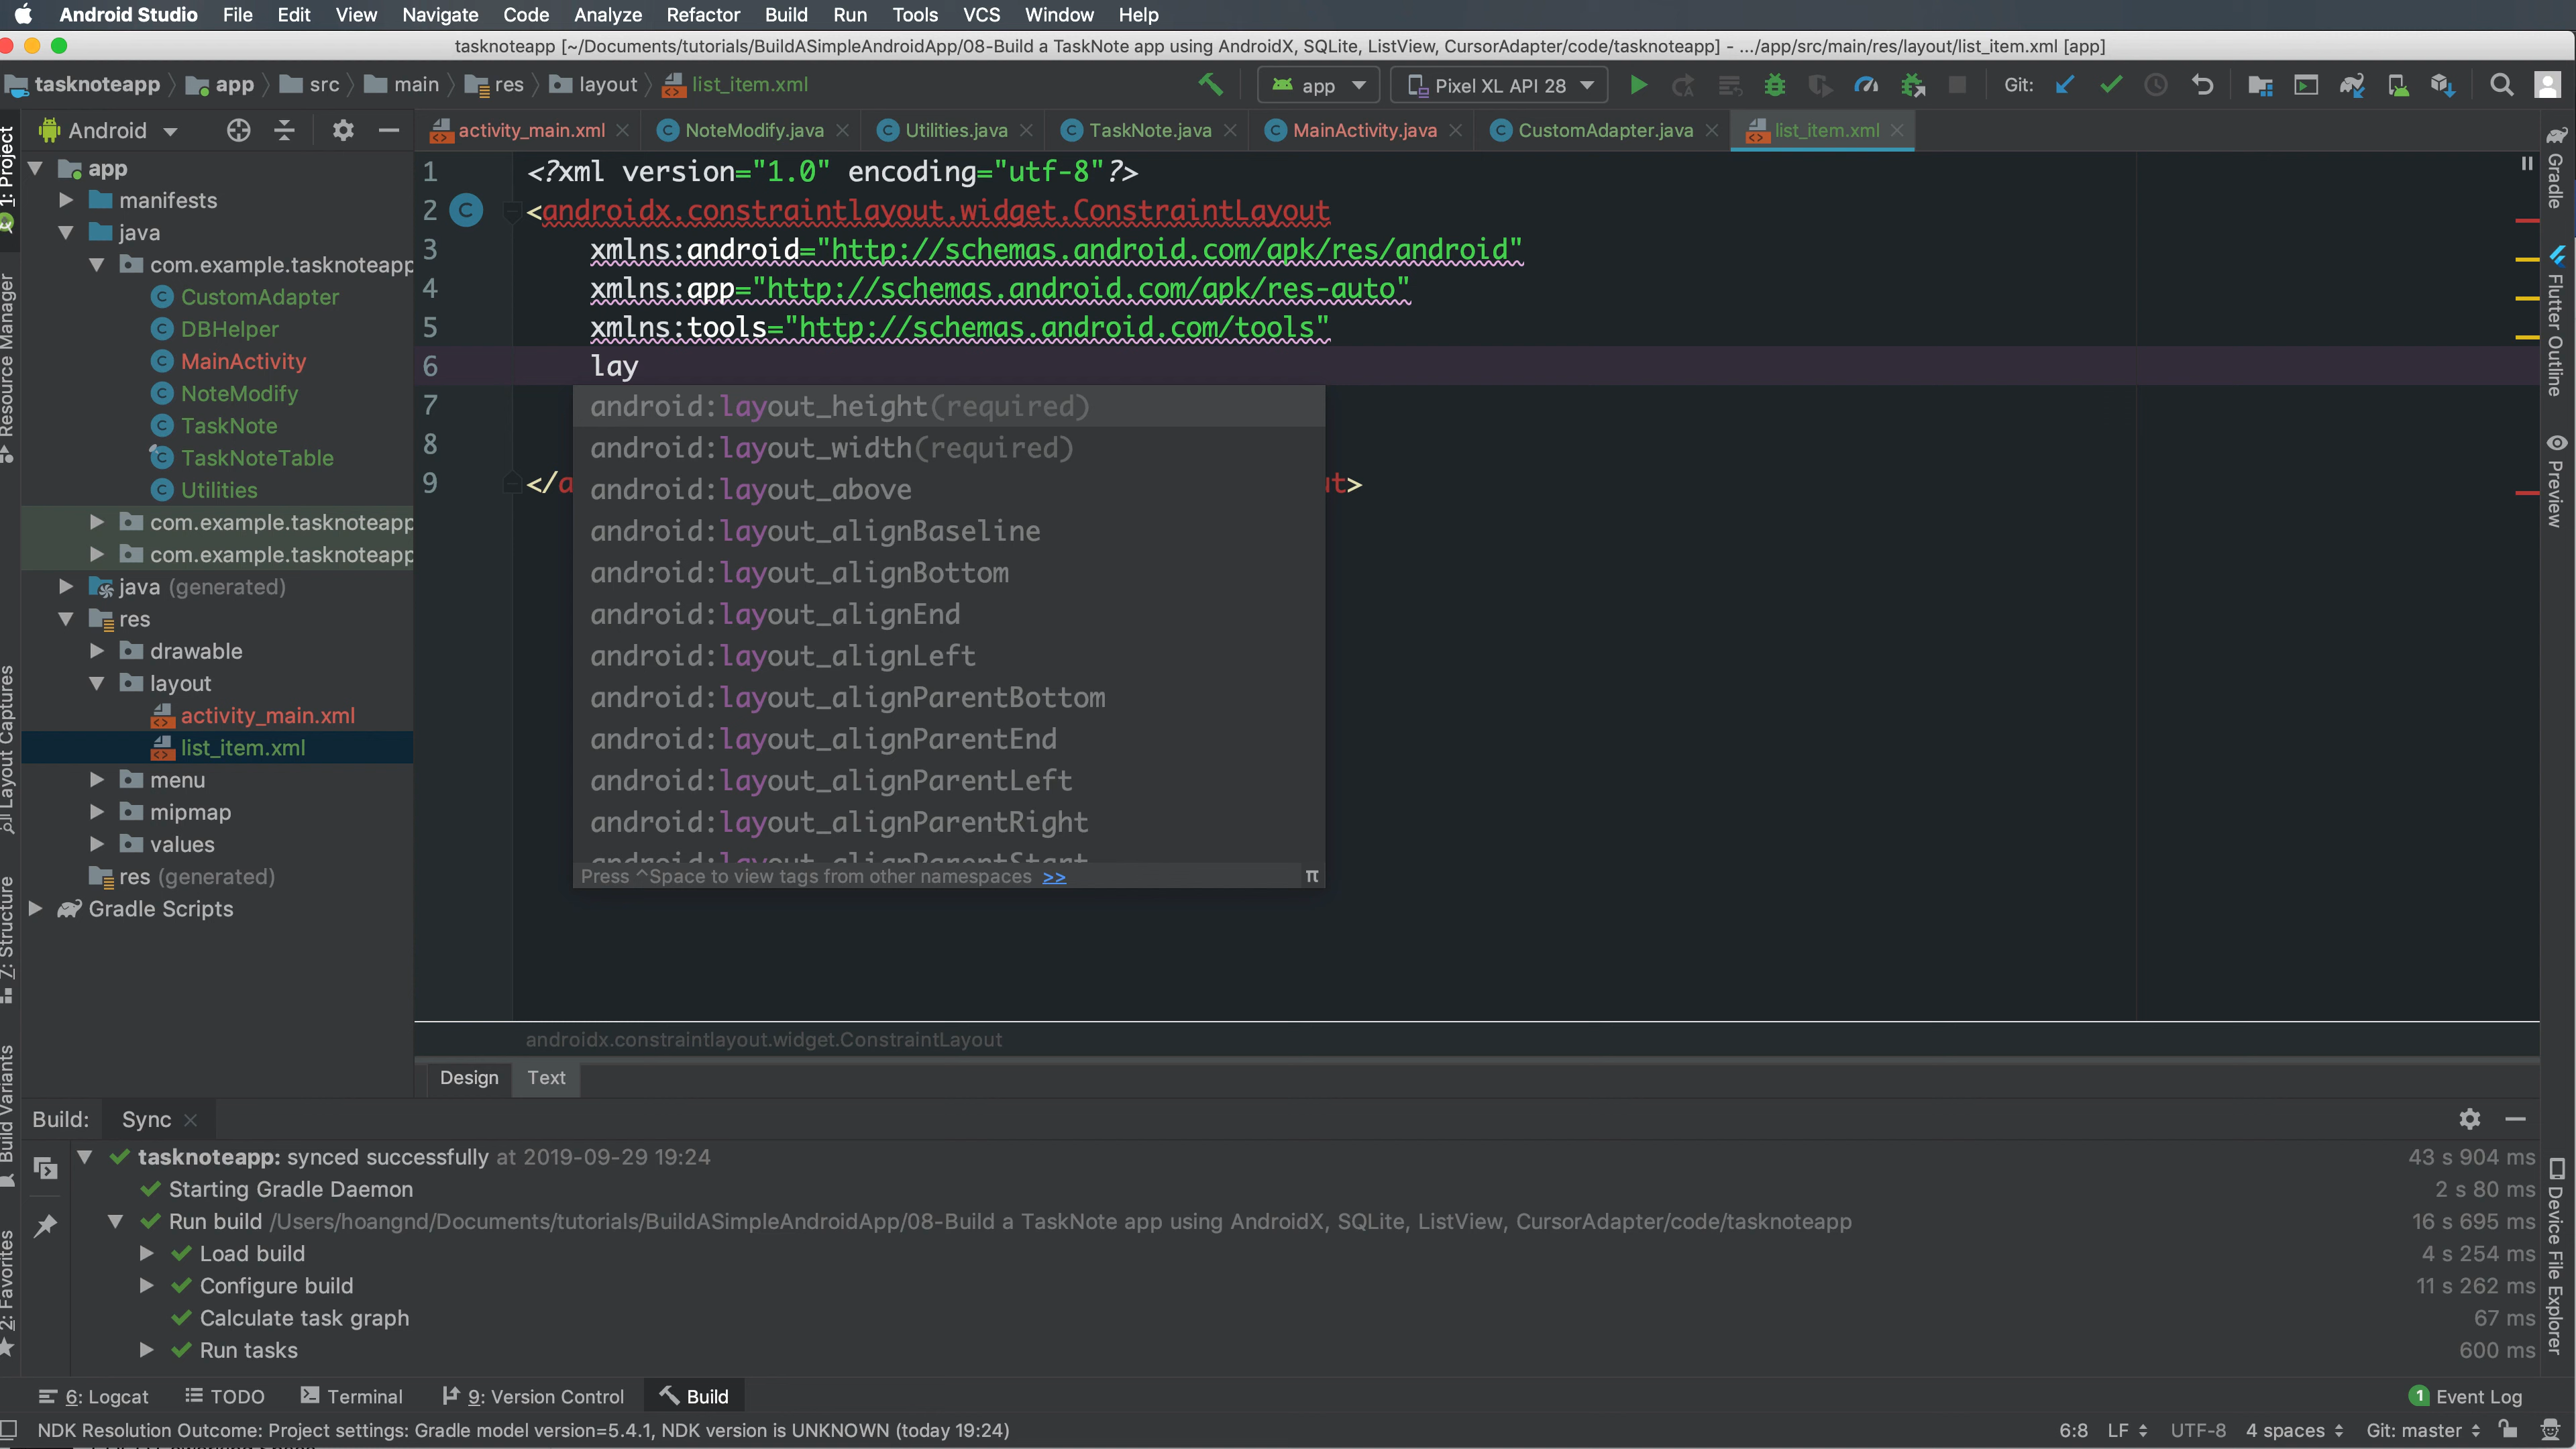 Android Studio File Edit View Navigate Code Analyze Refactor Build Run Tools VCS Window Help
tasknoteapp [~/Documents/tutorials/BuildASimpleAndroidApp/08-Build a TaskNote app using AndroidX, SQLite, ListView, CursorAdapter/code/tasknoteapp] - .../app/src/main/res/layout/list_item.xml [app]
tasknoteapp app src main res layout list_item.xml app Pixel XL API 28 Git:
Android activity_main.xml NoteModify.java Utilities.java TaskNote.java MainActivity.java CustomAdapter.java list_item.xml
1: Project
Resource Manager
Layout Captures
7: Structure
Build Variants
2: Favorites
app
manifests
java
com.example.tasknoteapp
CustomAdapter
DBHelper
MainActivity
NoteModify
TaskNote
TaskNoteTable
Utilities
com.example.tasknoteapp
com.example.tasknoteapp
java (generated)
res
drawable
layout
activity_main.xml
list_item.xml
menu
mipmap
values
res (generated)
Gradle Scripts
1 <?xml version="1.0" encoding="utf-8"?>
2 <androidx.constraintlayout.widget.ConstraintLayout
3 xmlns:android="http://schemas.android.com/apk/res/android"
4 xmlns:app="http://schemas.android.com/apk/res-auto"
5 xmlns:tools="http://schemas.android.com/tools"
6 lay
7
8
9 </a t>
android:layout_height(required)
android:layout_width(required)
android:layout_above
android:layout_alignBaseline
android:layout_alignBottom
android:layout_alignEnd
android:layout_alignLeft
android:layout_alignParentBottom
android:layout_alignParentEnd
android:layout_alignParentLeft
android:layout_alignParentRight
android:layout_alignParentStart
Press ^Space to view tags from other namespaces >> π
androidx.constraintlayout.widget.ConstraintLayout
Design Text
Gradle
Flutter Outline
Preview
Device File Explorer
Build: Sync
tasknoteapp: synced successfully at 2019-09-29 19:24 43 s 904 ms
Starting Gradle Daemon 2 s 80 ms
Run build /Users/hoangnd/Documents/tutorials/BuildASimpleAndroidApp/08-Build a TaskNote app using AndroidX, SQLite, ListView, CursorAdapter/code/tasknoteapp 16 s 695 ms
Load build 4 s 254 ms
Configure build 11 s 262 ms
Calculate task graph 67 ms
Run tasks 600 ms
6: Logcat TODO Terminal 9: Version Control Build 1 Event Log
NDK Resolution Outcome: Project settings: Gradle model version=5.4.1, NDK version is UNKNOWN (today 19:24) 6:8 LF UTF-8 4 spaces Git: master